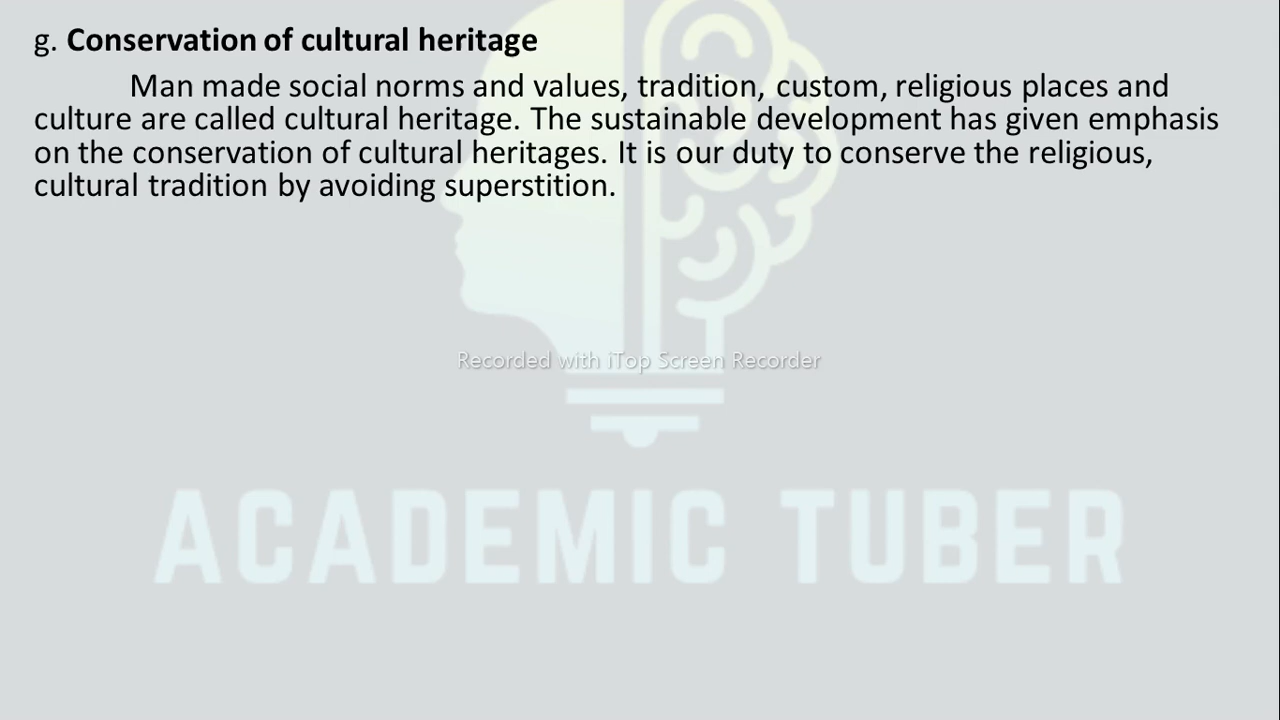 g. Conservation of cultural heritage
Man made social norms and values, tradition, custom, religious places and
culture are called cultural heritage. The sustainable development has given emphasis
on the conservation of cultural heritages. It is our duty to conserve the religious,
cultural tradition by avoiding superstition.
Recorded with iTop Screen Recorder
ACADEMIC TUBER